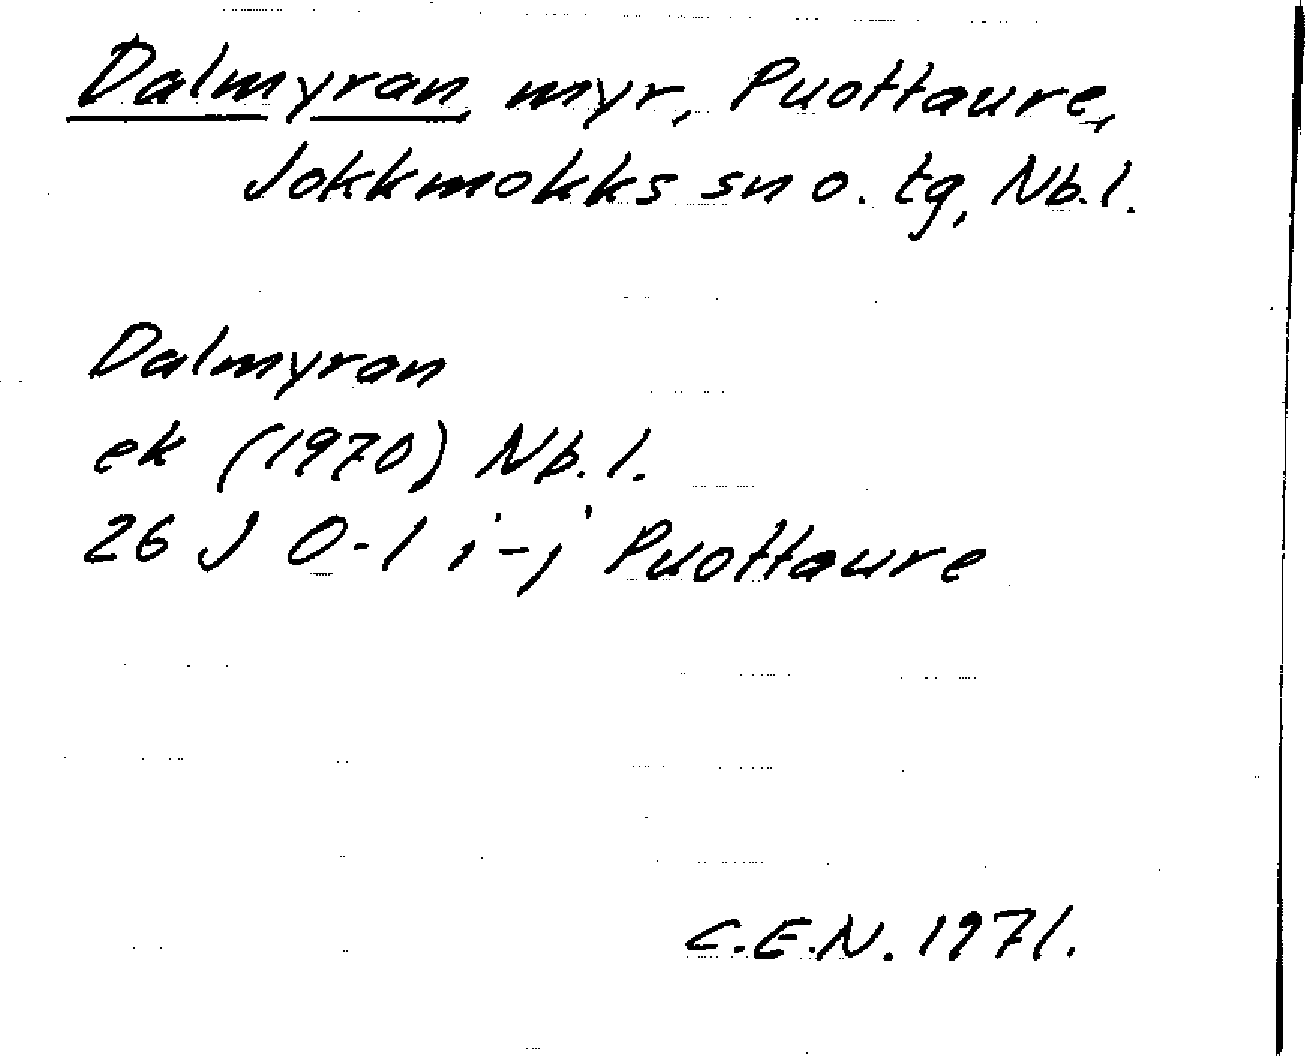 Dalmyran, myr, Puottaure,
Jokkmokks sn o. tg, Nb.l.
Dalmyran
ek (1970) Nb.l.
26 J 0-1 i-j Puottaure
C.E.N. 1971.